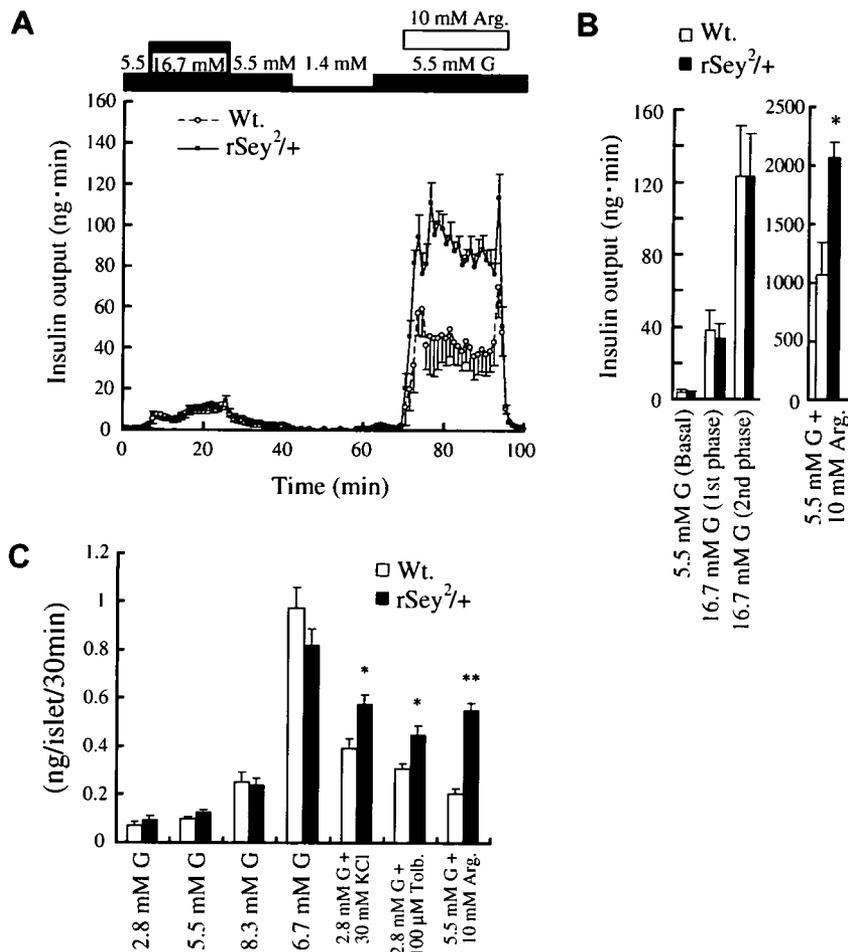 A
10 mM Arg.
5.5
16.7 mM
5.5 mM
1.4 mM
5.5 mM G
160
140
120
100
80
60
40
20
0
Insulin output (ng·min)
Wt.
rSey²/+
0
20
40
60
80
100
Time (min)
B
Wt.
rSey²/+
Insulin output (ng·min)
160
120
80
40
0
2500
2000
1500
1000
500
0
*
5.5 mM G (Basal)
16.7 mM G (1st phase)
16.7 mM G (2nd phase)
5.5 mM G +
10 mM Arg.
C
Wt.
rSey²/+
(ng/islet/30min)
1.2
1
0.8
0.6
0.4
0.2
0
*
*
**
2.8 mM G
5.5 mM G
8.3 mM G
6.7 mM G
2.8 mM G +
30 mM KCl
2.8 mM G +
100 µM Tolb.
5.5 mM G +
10 mM Arg.